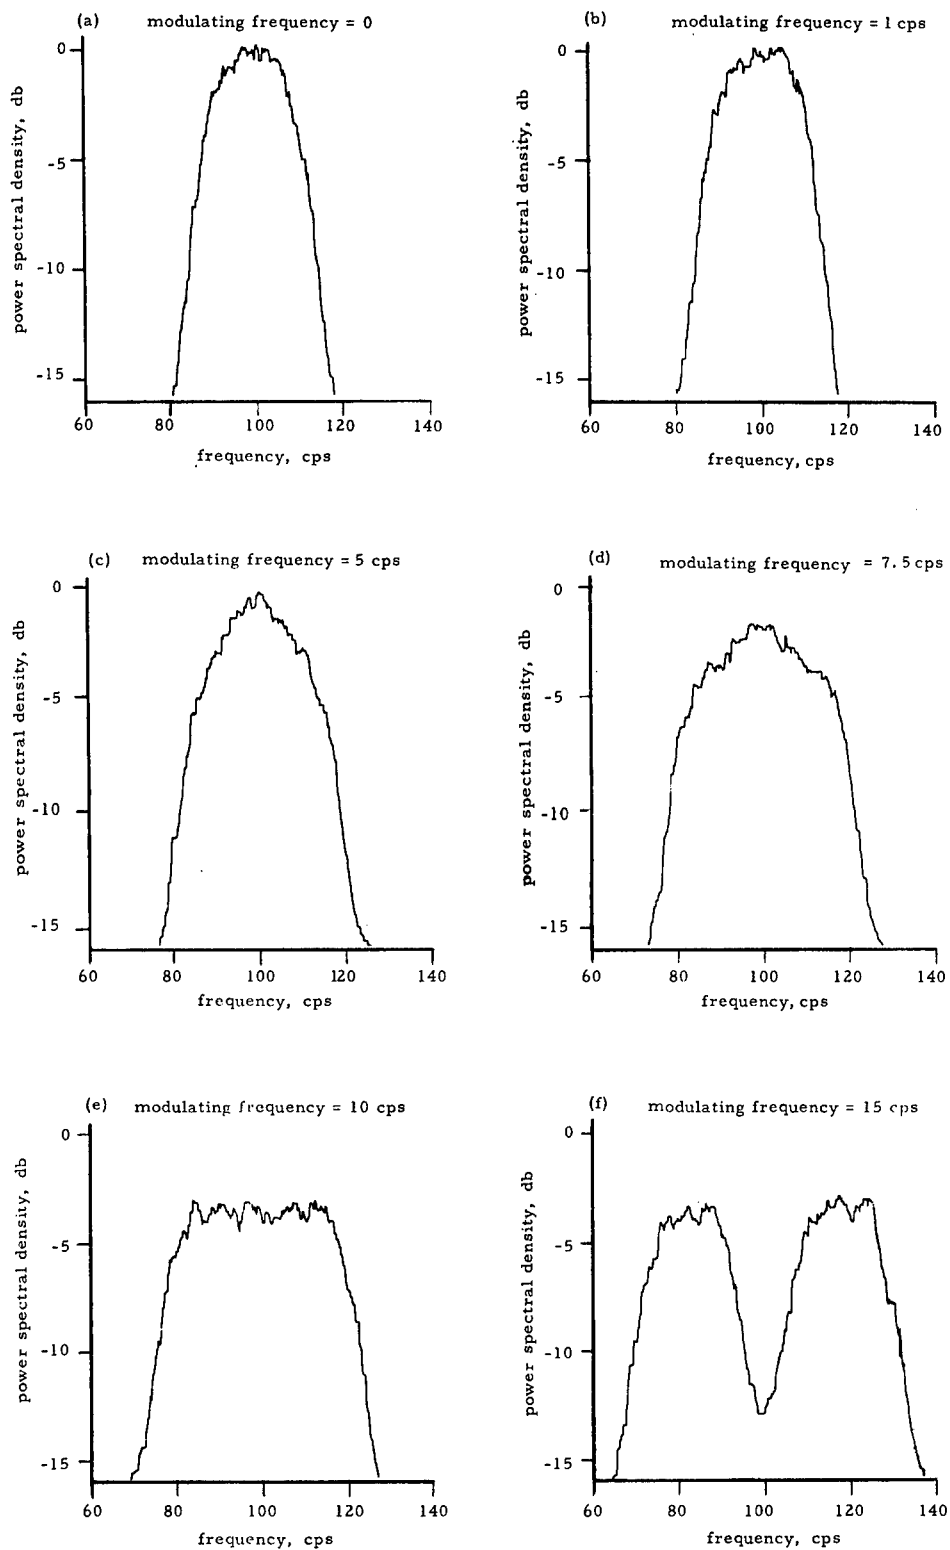 (a) modulating frequency = 0
power spectral density, db
0
-5
-10
-15
60 80 100 120 140
frequency, cps
(b) modulating frequency = 1 cps
power spectral density, db
0
-5
-10
-15
60 80 100 120 140
frequency, cps
(c) modulating frequency = 5 cps
power spectral density, db
0
-5
-10
-15
60 80 100 120 140
frequency, cps
(d) modulating frequency = 7.5 cps
power spectral density, db
0
-5
-10
-15
60 80 100 120 140
frequency, cps
(e) modulating frequency = 10 cps
power spectral density, db
0
-5
-10
-15
60 80 100 120 140
frequency, cps
(f) modulating frequency = 15 cps
power spectral density, db
0
-5
-10
-15
60 80 100 120 140
frequency, cps